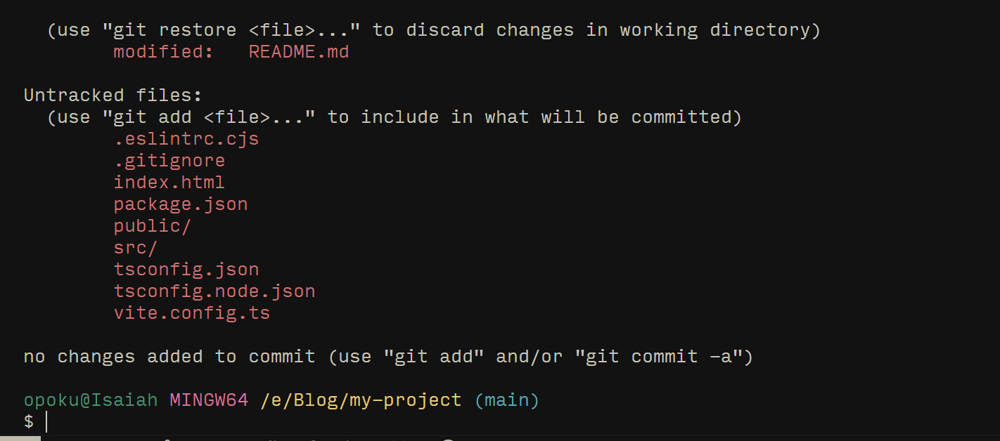 (use "git restore <file>..." to discard changes in working directory)
modified:   README.md
Untracked files:
(use "git add <file>..." to include in what will be committed)
.eslintrc.cjs
.gitignore
index.html
package.json
public/
src/
tsconfig.json
tsconfig.node.json
vite.config.ts
no changes added to commit (use "git add" and/or "git commit -a")
opoku@Isaiah MINGW64 /e/Blog/my-project (main)
$